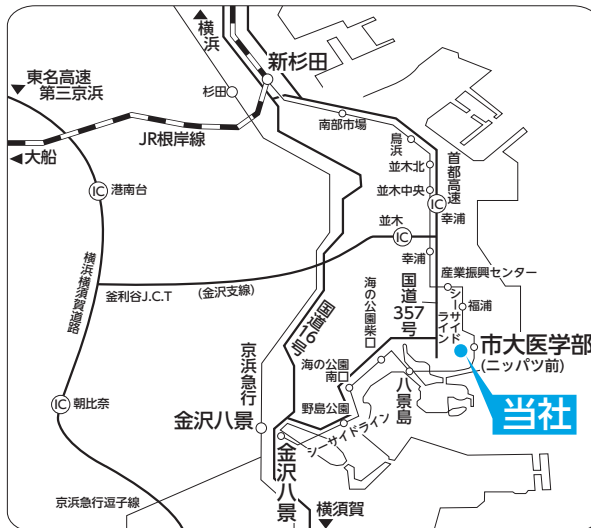 横浜
新杉田
東名高速
第三京浜
杉田
JR根岸線
大船
南部市場
鳥浜
並木北
並木中央
首都高速
IC
幸浦
IC
港南台
並木
IC
幸浦
産業振興センター
横浜横須賀道路
釜利谷J.C.T
(金沢支線)
国道16号
海の公園柴口
国道357号
シーサイドライン
福浦
京浜急行
海の公園
南口
市大医学部
(ニッパツ前)
八景島
IC
朝比奈
野島公園
当社
金沢八景
シーサイドライン
金沢八景
京浜急行逗子線
横須賀